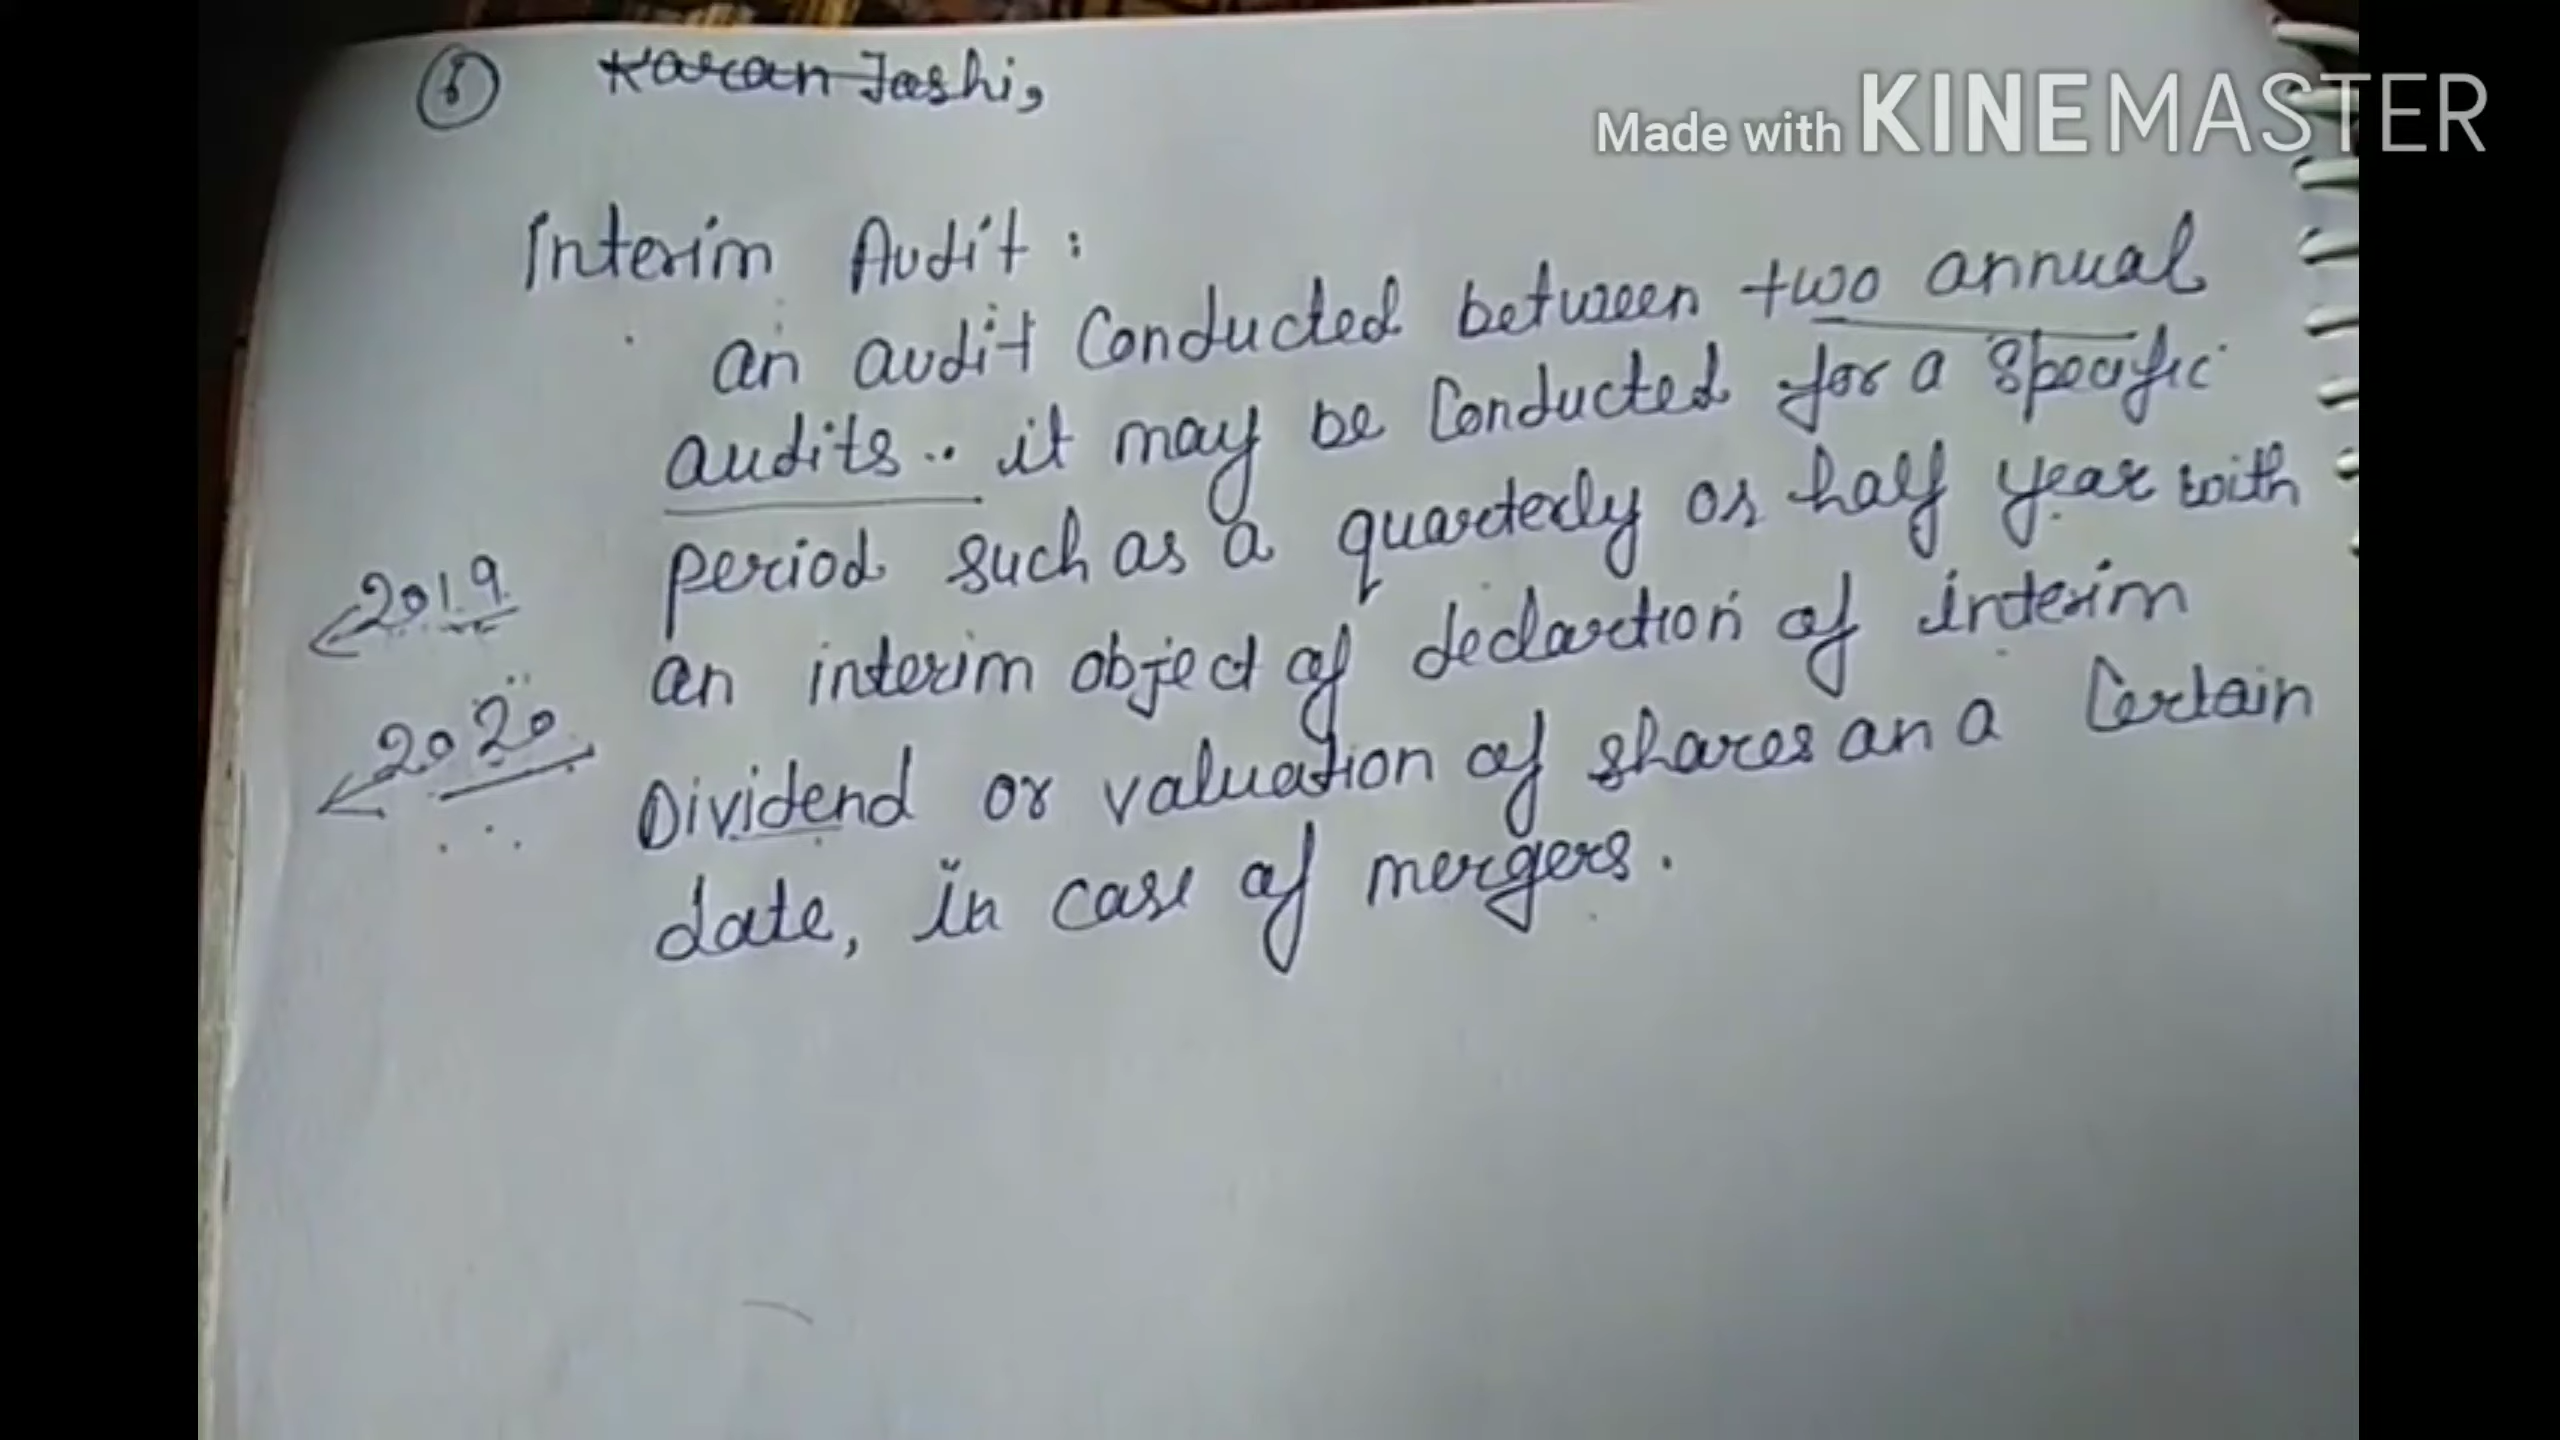 Karan Joshi,
Made with KINEMASTER
Interim Audit :
an audit Conducted between two annual
audits.. it may be Conducted for a specific
period such as a quarterly or half year with
an interim object of declartion of interim
Dividend or valuation of shares an a Certain
date, in case of mergers.
2019
2020